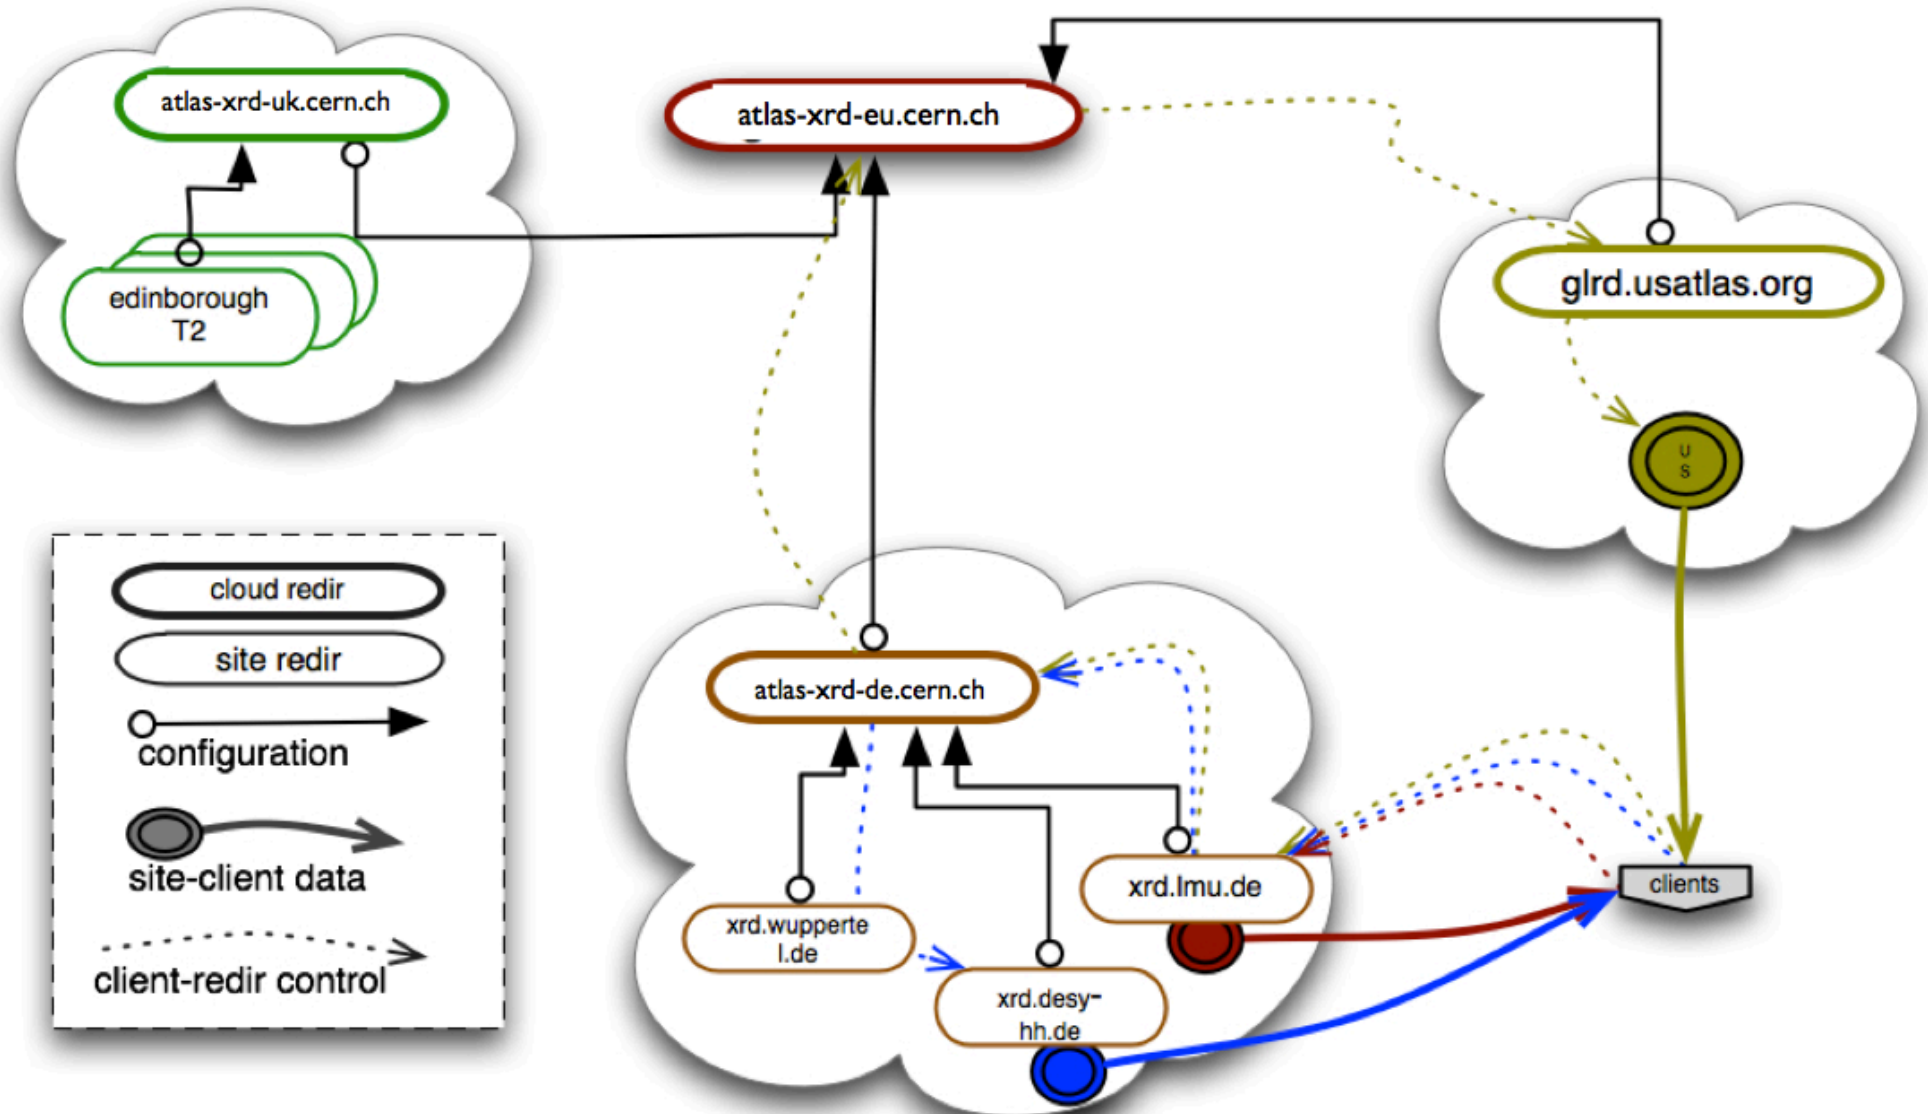 atlas-xrd-uk.cern.ch
edinborough
T2
atlas-xrd-eu.cern.ch
glrd.usatlas.org
U
S
cloud redir
site redir
configuration
site-client data
client-redir control
atlas-xrd-de.cern.ch
xrd.wupperte
l.de
xrd.lmu.de
xrd.desy-
hh.de
clients